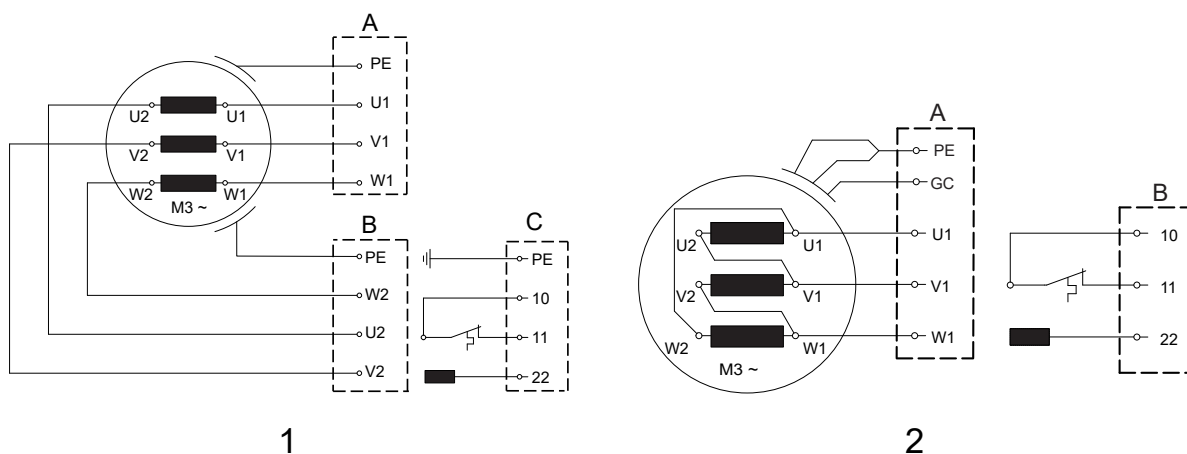 A
PE
U2 U1
U1
V2 V1
V1
W2 W1
W1
M3 ~
B
PE
W2
U2
V2
C
PE
10
11
22
1
A
PE
GC
U2 U1
U1
V2 V1
V1
W2 W1
W1
M3 ~
B
10
11
22
2